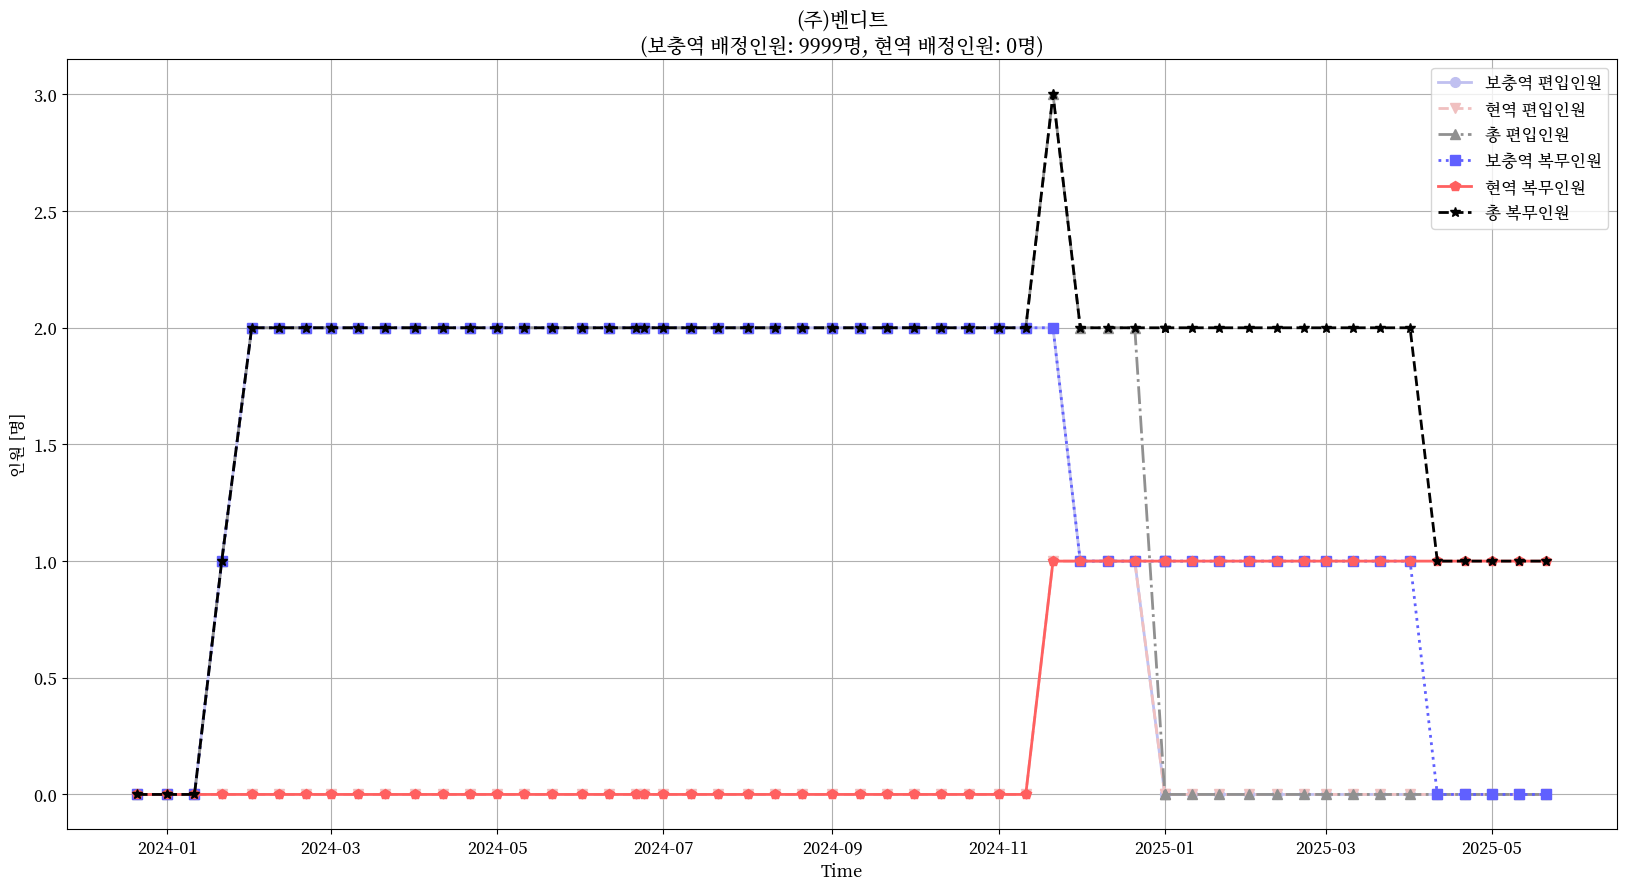 (주)벤디트
(보충역 배정인원: 9999명, 현역 배정인원: 0명)
보충역 편입인원
현역 편입인원
총 편입인원
보충역 복무인원
현역 복무인원
총 복무인원
인원 [명]
3.0
2.5
2.0
1.5
1.0
0.5
0.0
2024-01
2024-03
2024-05
2024-07
2024-09
2024-11
2025-01
2025-03
2025-05
Time